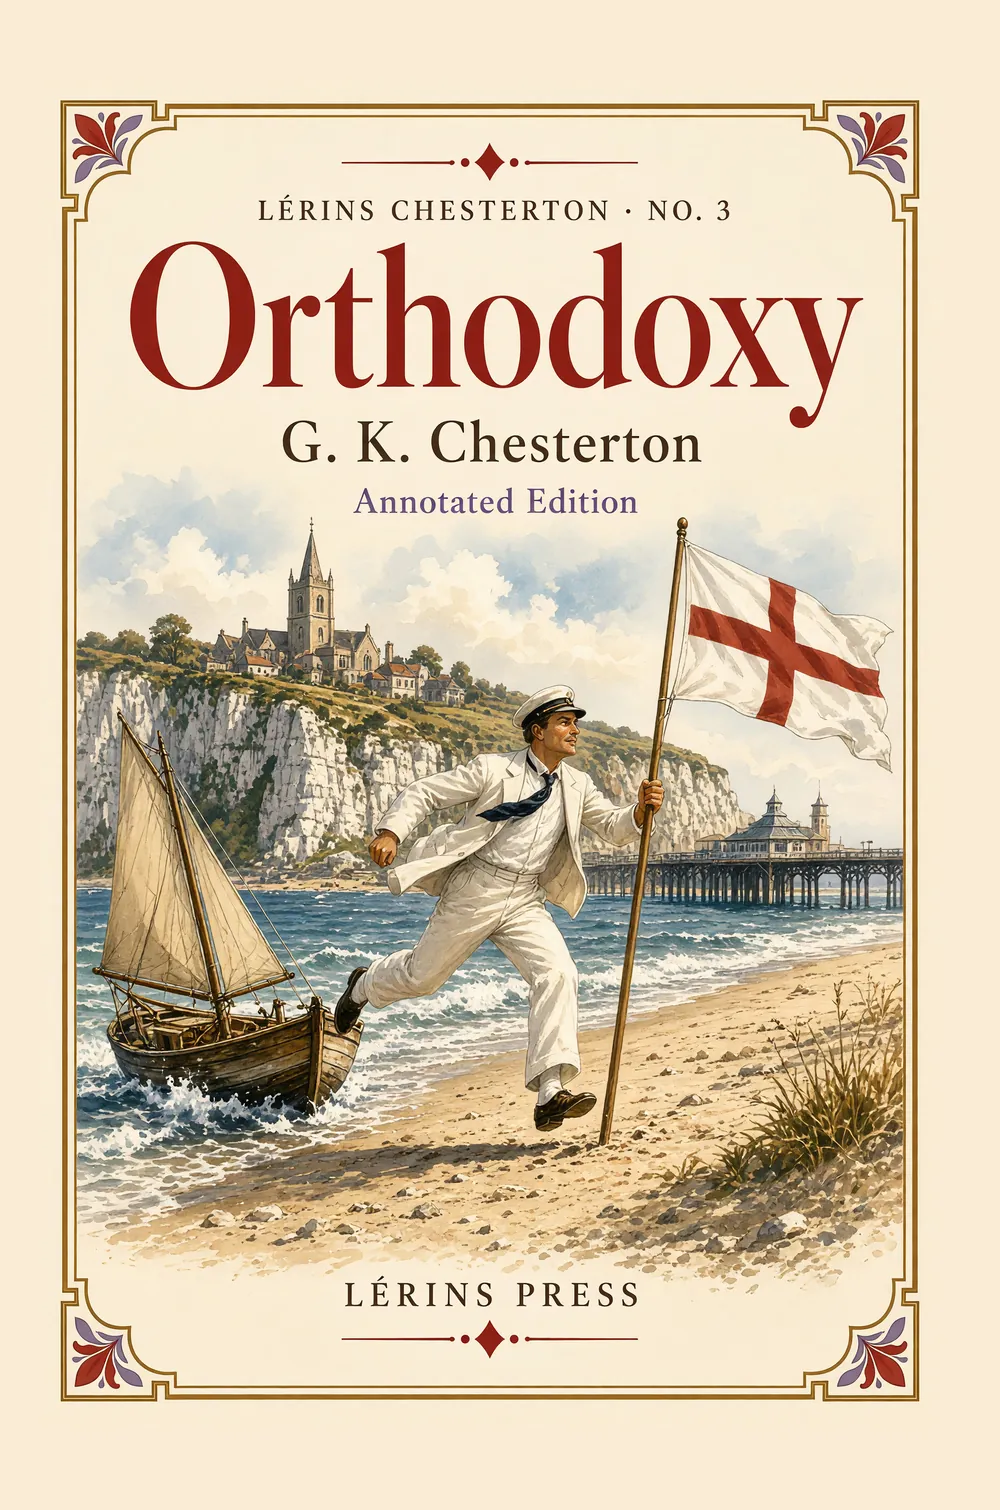 LÉRINS CHESTERTON · NO. 3
Orthodoxy
G. K. Chesterton
Annotated Edition
LÉRINS PRESS